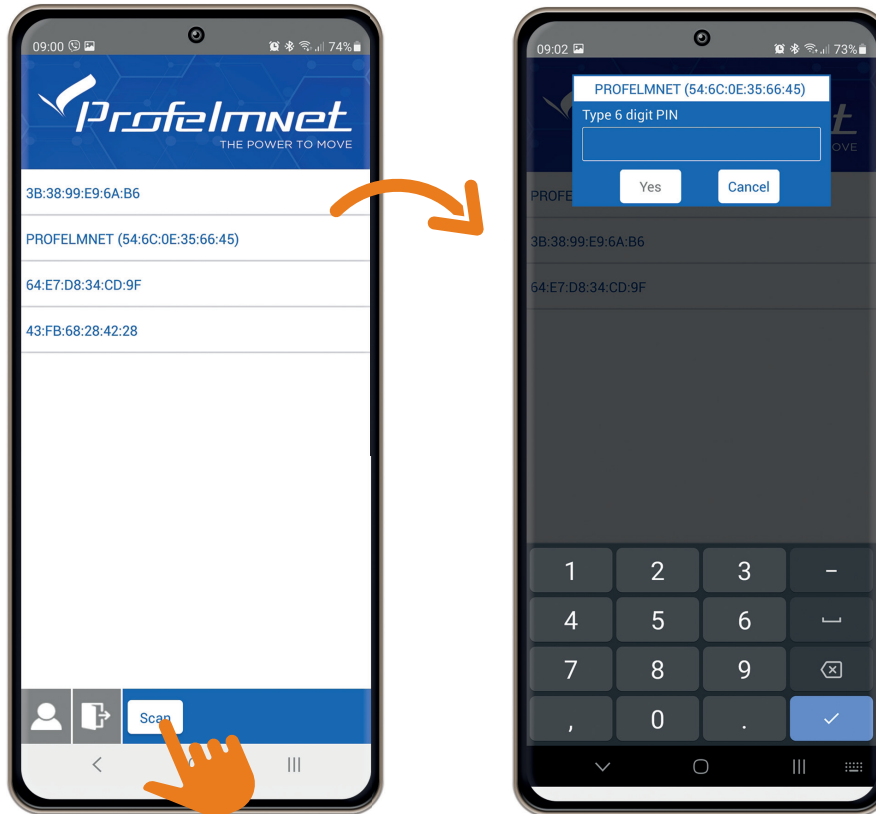 09:00
74%
Profelmnet
THE POWER TO MOVE
3B:38:99:E9:6A:B6
PROFELMNET (54:6C:0E:35:66:45)
64:E7:D8:34:CD:9F
43:FB:68:28:42:28
Scan
09:02
73%
PROFELMNET (54:6C:0E:35:66:45)
Type 6 digit PIN
Yes
Cancel
t
OVE
PROFE
3B:38:99:E9:6A:B6
64:E7:D8:34:CD:9F
1 2 3 –
4 5 6
7 8 9
, 0 .